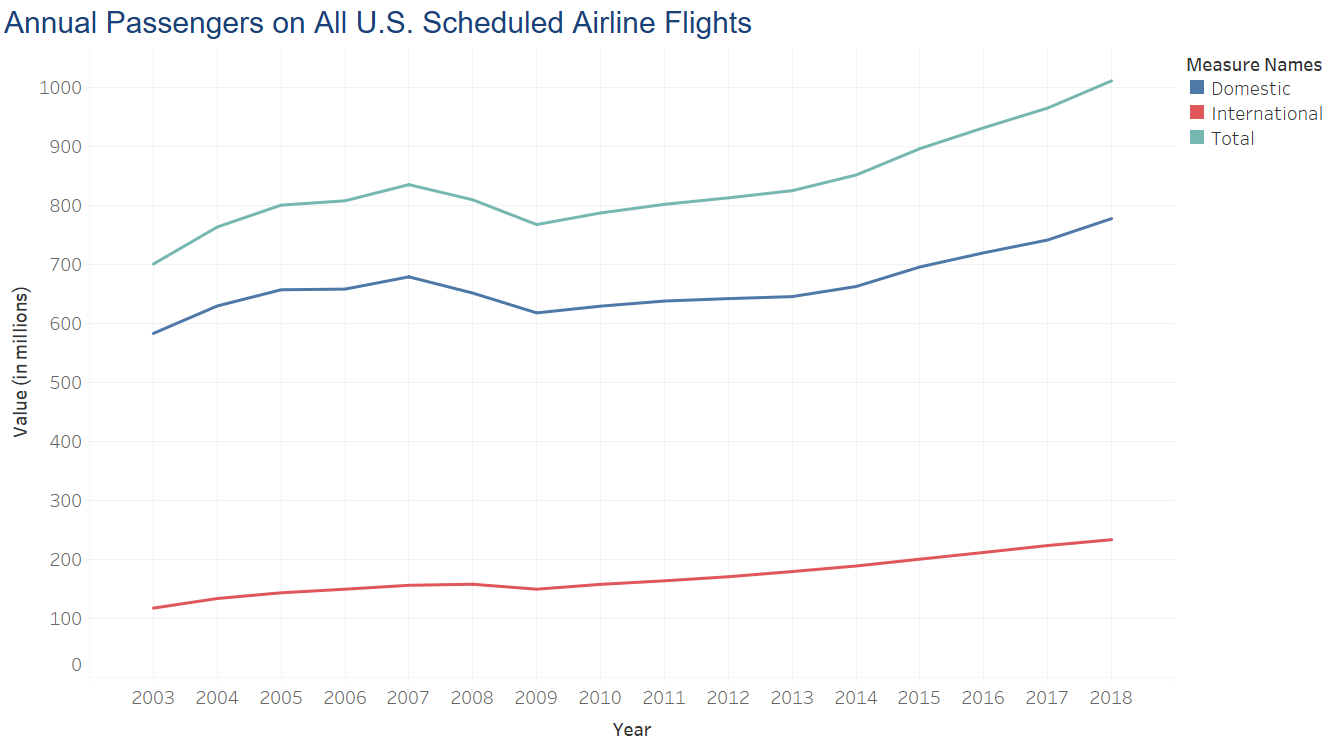 Annual Passengers on All U.S. Scheduled Airline Flights
Measure Names
Domestic
International
Total
Value (in millions)
1000
900
800
700
600
500
400
300
200
100
0
2003 2004 2005 2006 2007 2008 2009 2010 2011 2012 2013 2014 2015 2016 2017 2018
Year